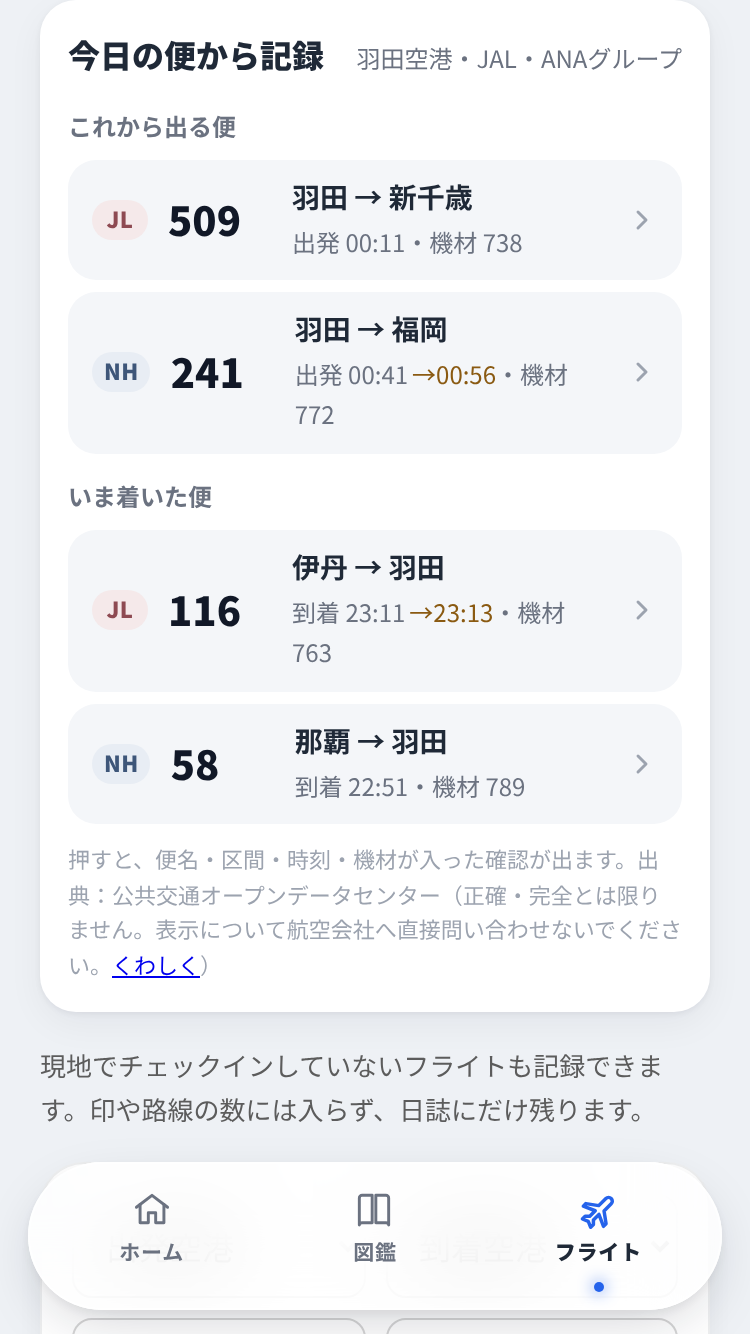 今日の便から記録 羽田空港・JAL・ANAグループ
これから出る便
JL 509 羽田 → 新千歳
出発 00:11・機材 738
NH 241 羽田 → 福岡
出発 00:41→00:56・機材
772
いま着いた便
JL 116 伊丹 → 羽田
到着 23:11→23:13・機材
763
NH 58 那覇 → 羽田
到着 22:51・機材 789
押すと、便名・区間・時刻・機材が入った確認が出ます。出
典：公共交通オープンデータセンター（正確・完全とは限り
ません。表示について航空会社へ直接問い合わせないでくださ
い。くわしく）
現地でチェックインしていないフライトも記録できま
す。印や路線の数には入らず、日誌にだけ残ります。
到着空港
ホーム 図鑑 フライト